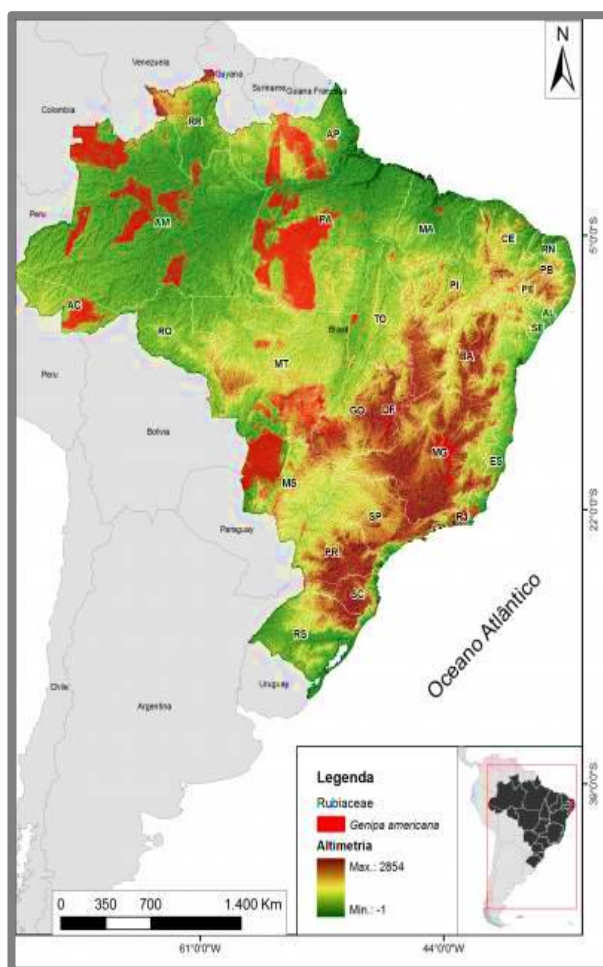 N
Venezuela
Guyana
Suriname
Guiana Francesa
Colombia
RR
AP
Peru
AM
PA
MA
CE
RN
5°0'0"S
PB
PI
PE
AC
AL
TO
SE
RO
Brasil
BA
MT
Peru
GO
DF
Bolivia
MG
ES
MS
22°0'0"S
SP
RJ
Paraguay
PR
SC
Oceano Atlântico
RS
Chile
Uruguay
Argentina
Legenda
Rubiaceae
Genipa americana
Altimetria
Max.: 2854
Min.: -1
0 350 700 1.400 Km
61°0'0"W
44°0'0"W